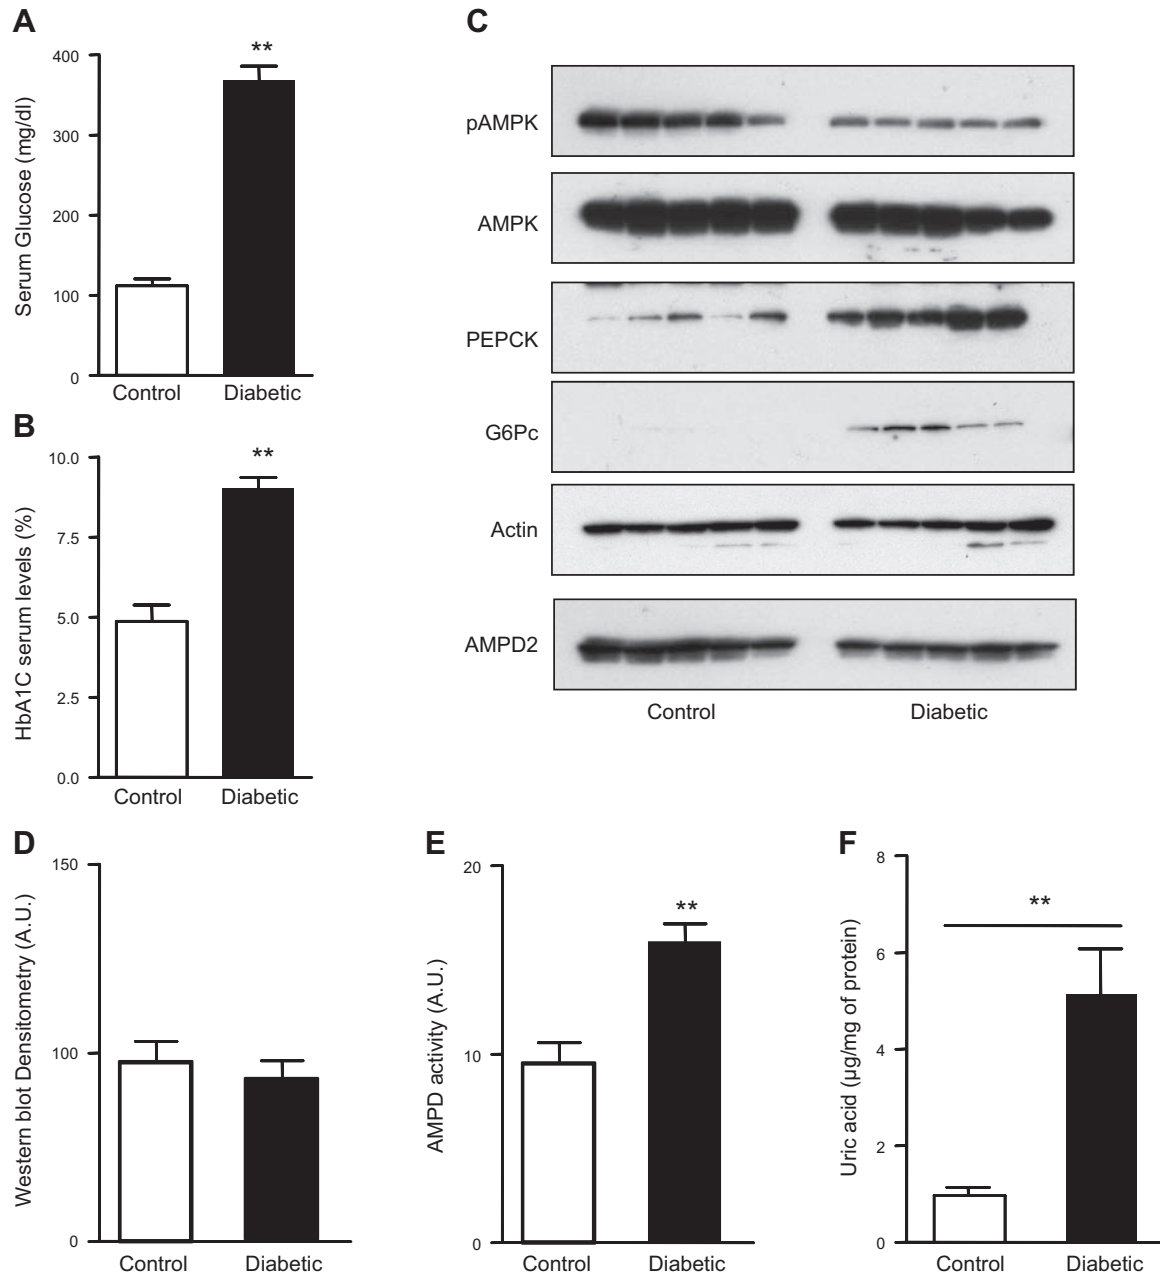 A
Serum Glucose (mg/dl)
400
300
200
100
0
**
Control Diabetic
B
HbA1C serum levels (%)
10.0
7.5
5.0
2.5
0.0
**
Control Diabetic
C
pAMPK
AMPK
PEPCK
G6Pc
Actin
AMPD2
Control Diabetic
D
Western blot Densitometry (A.U.)
150
100
0
Control Diabetic
E
AMPD activity (A.U.)
20
10
0
**
Control Diabetic
F
Uric acid (µg/mg of protein)
8
6
4
2
0
**
Control Diabetic